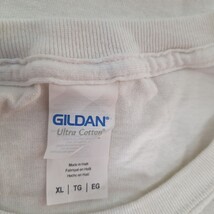 GILDAN®
Ultra Cotton®
Made in Haiti
Fabriqué en Haïti
Hecho en Haití
XL | TG | EG